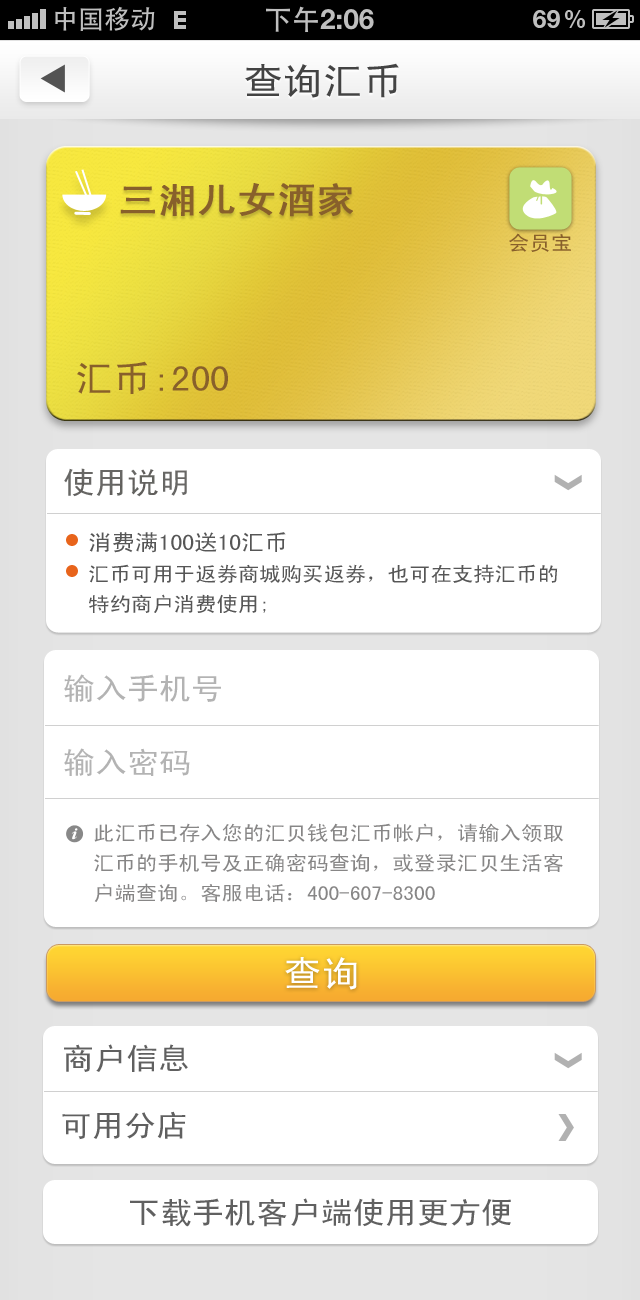 中国移动 E 下午2:06 69%
查询汇币
三湘儿女酒家
会员宝
汇币:200
使用说明
消费满100送10汇币
汇币可用于返券商城购买返券，也可在支持汇币的
特约商户消费使用;
输入手机号
输入密码
此汇币已存入您的汇贝钱包汇币帐户，请输入领取
汇币的手机号及正确密码查询，或登录汇贝生活客
户端查询。客服电话：400-607-8300
查询
商户信息
可用分店
下载手机客户端使用更方便